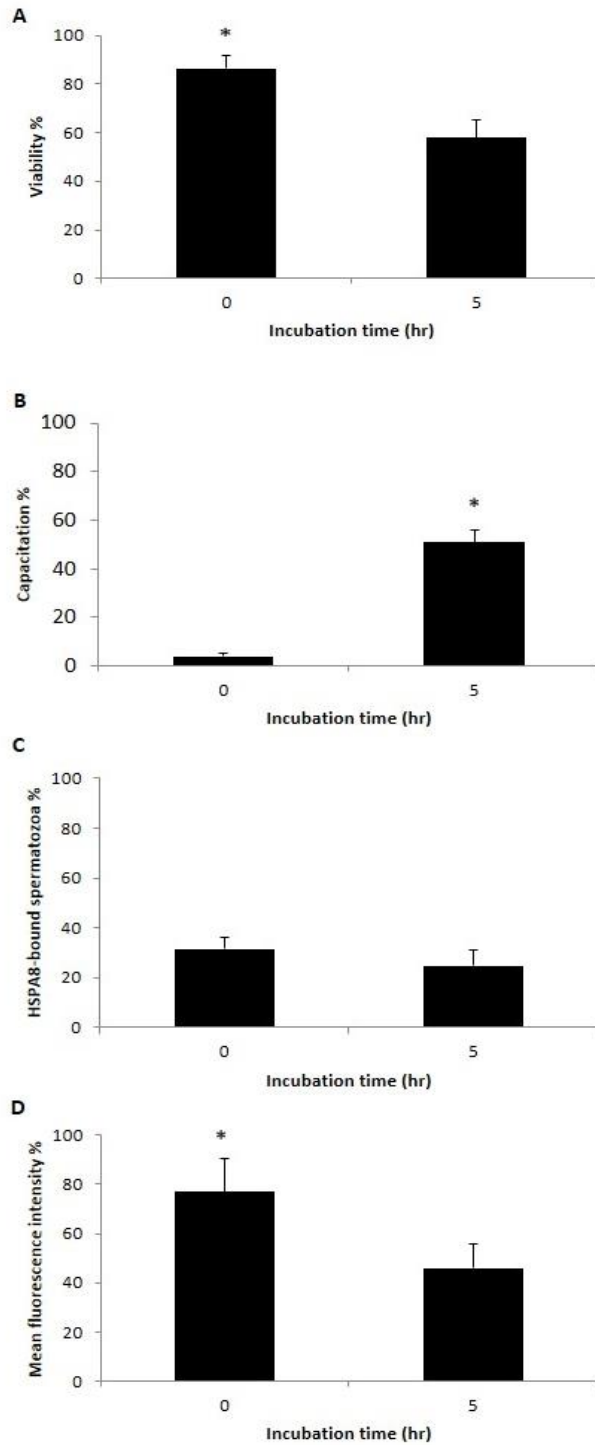 A
Viability %
100
80
60
40
20
0
*
0 5
Incubation time (hr)
B
Capacitation %
100
80
60
40
20
0
*
0 5
Incubation time (hr)
C
HSPA8-bound spermatozoa %
100
80
60
40
20
0
0 5
Incubation time (hr)
D
Mean fluorescence intensity %
100
80
60
40
20
0
*
0 5
Incubation time (hr)